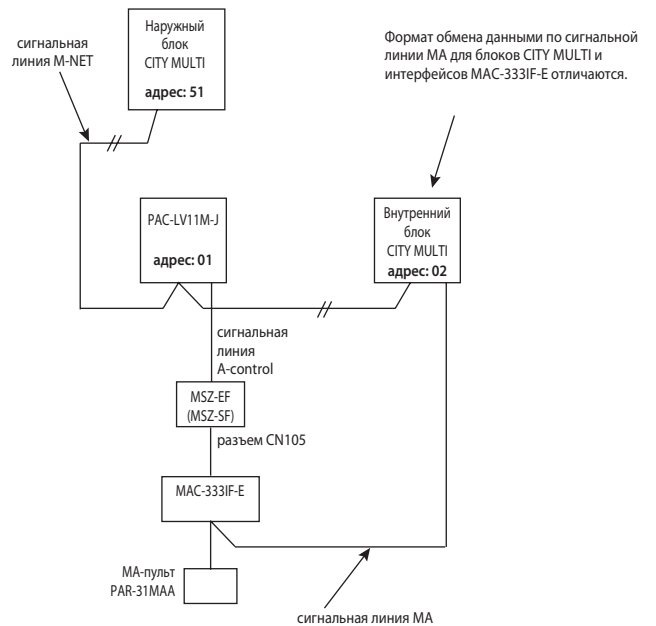 сигнальная
линия M-NET
Наружный
блок
CITY MULTI
адрес: 51
Формат обмена данными по сигнальной
линии MA для блоков CITY MULTI и
интерфейсов MAC-333IF-E отличаются.
PAC-LV11M-J
адрес: 01
Внутренний
блок
CITY MULTI
адрес: 02
сигнальная
линия
A-control
MSZ-EF
(MSZ-SF)
разъем CN105
MAC-333IF-E
MA-пульт
PAR-31MAA
сигнальная линия MA